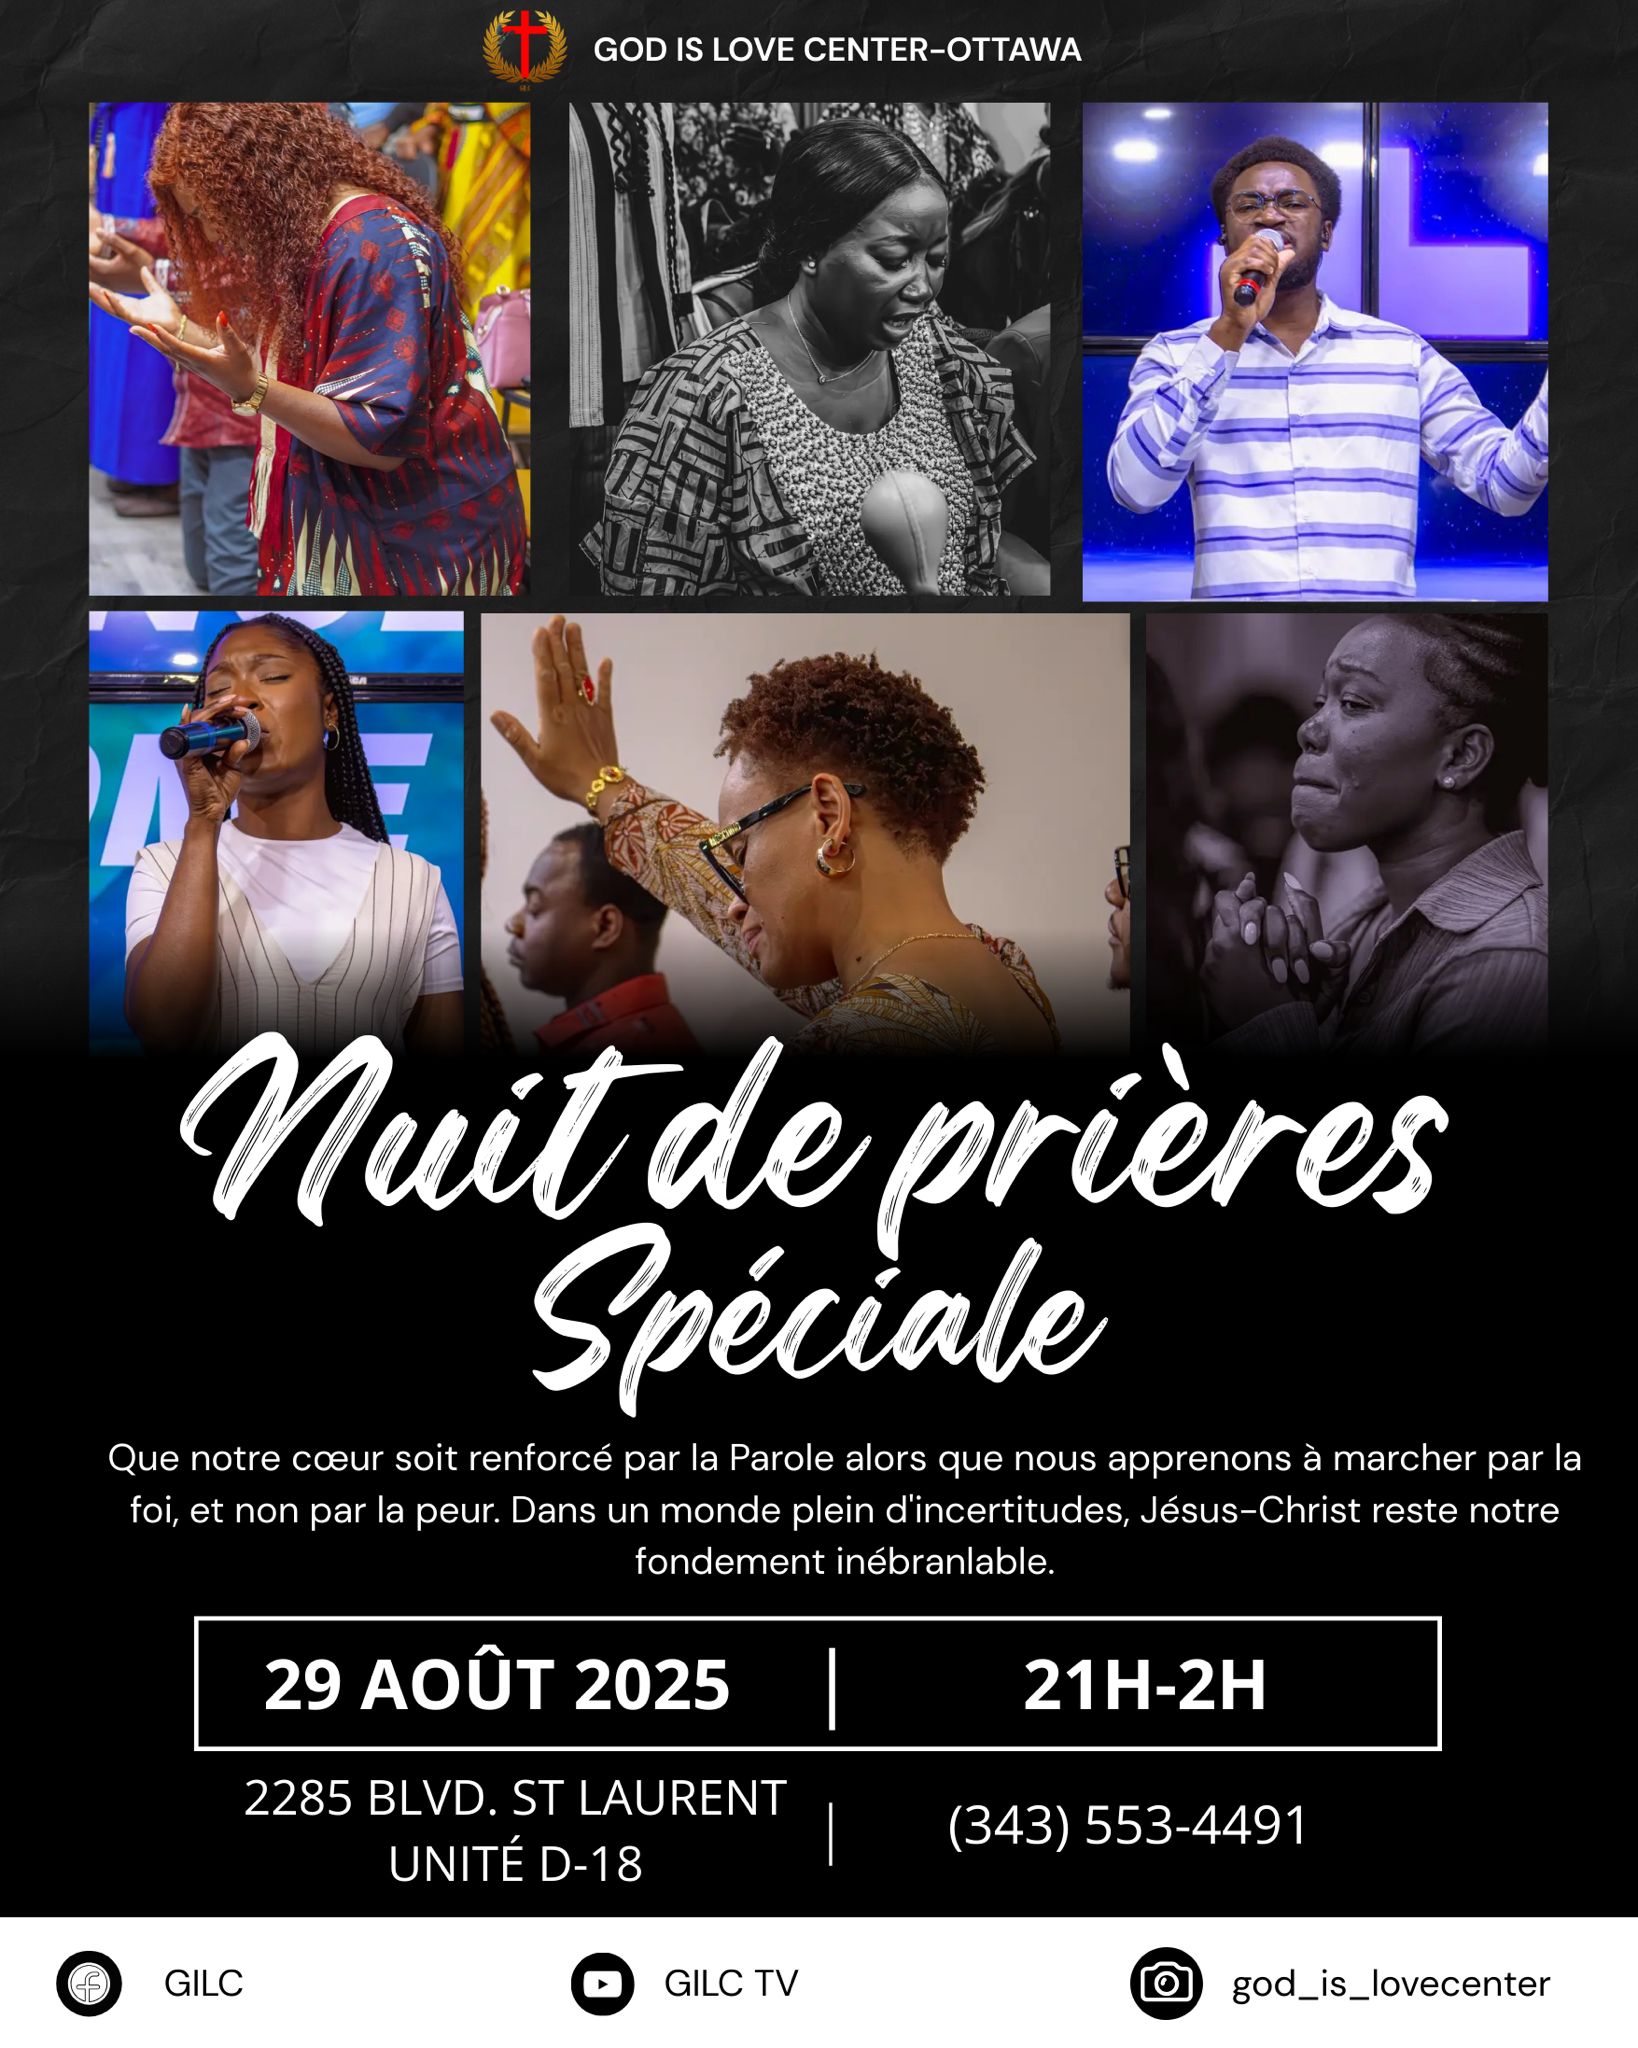 GOD IS LOVE CENTER-OTTAWA
Nuit de prières
Spéciale
Que notre cœur soit renforcé par la Parole alors que nous apprenons à marcher par la
foi, et non par la peur. Dans un monde plein d'incertitudes, Jésus-Christ reste notre
fondement inébranlable.
29 AOÛT 2025 | 21H-2H
2285 BLVD. ST LAURENT
UNITÉ D-18
(343) 553-4491
GILC
GILC TV
god_is_lovecenter